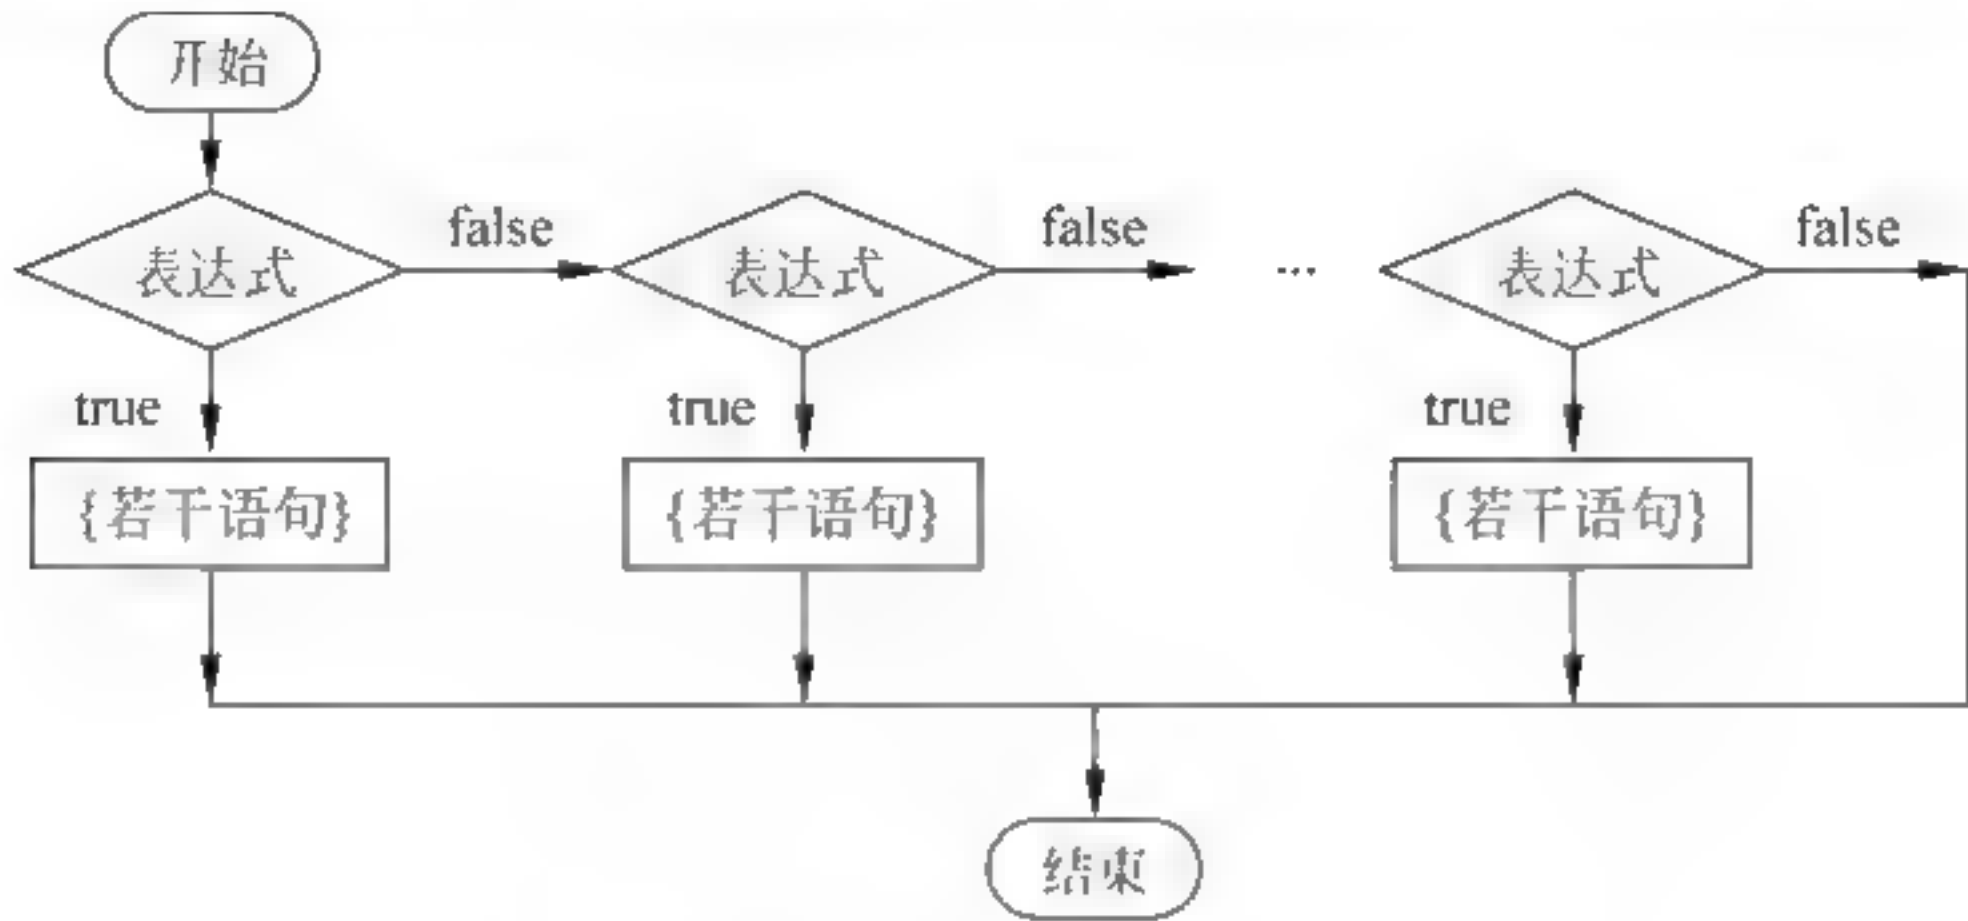 开始
false
false
false
表达式
表达式
…
表达式
true
true
true
{若干语句}
{若干语句}
{若干语句}
结束